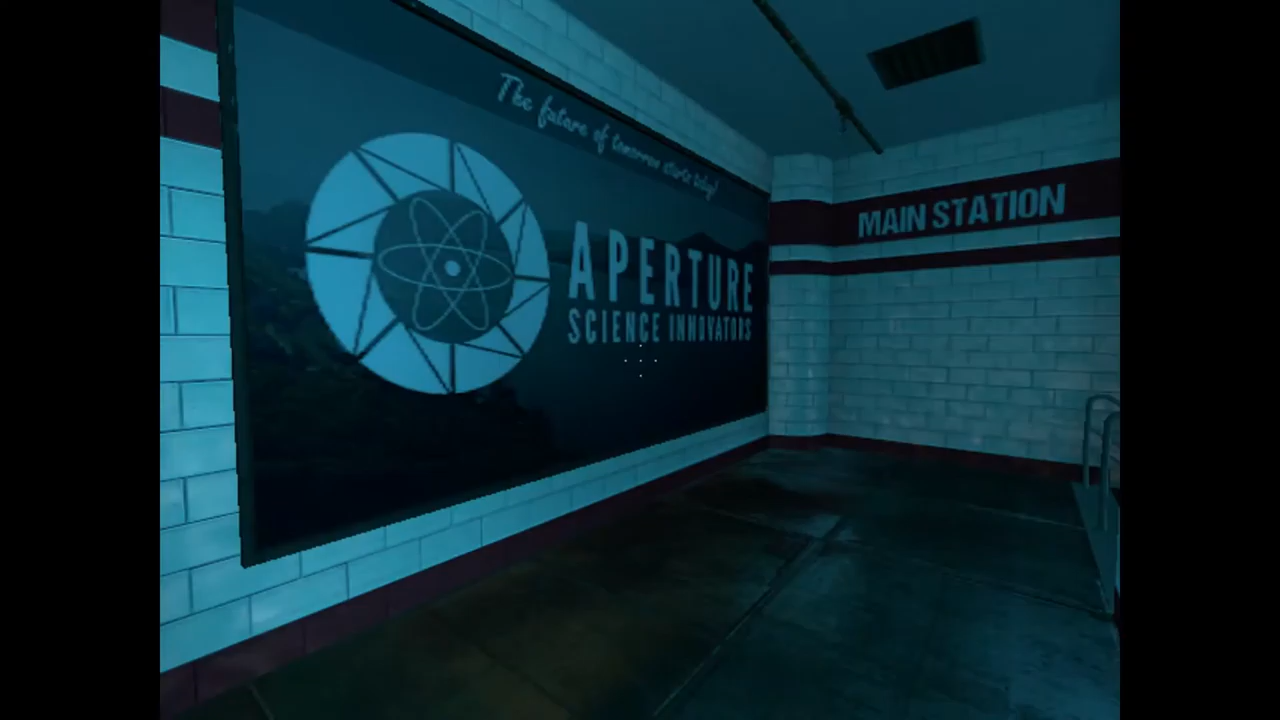 The future of tomorrow starts today!
APERTURE
SCIENCE INNOVATORS
MAIN STATION